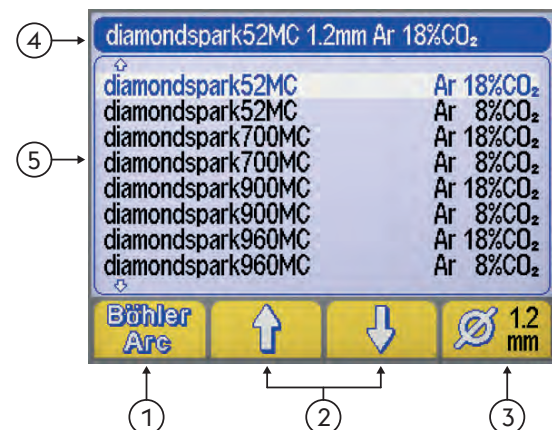 4
diamondspark52MC 1.2mm Ar 18%CO₂
5
diamondspark52MC Ar 18%CO₂
diamondspark52MC Ar 8%CO₂
diamondspark700MC Ar 18%CO₂
diamondspark700MC Ar 8%CO₂
diamondspark900MC Ar 18%CO₂
diamondspark900MC Ar 8%CO₂
diamondspark960MC Ar 18%CO₂
diamondspark960MC Ar 8%CO₂
Böhler
Arc
1.2
mm
1
2
3